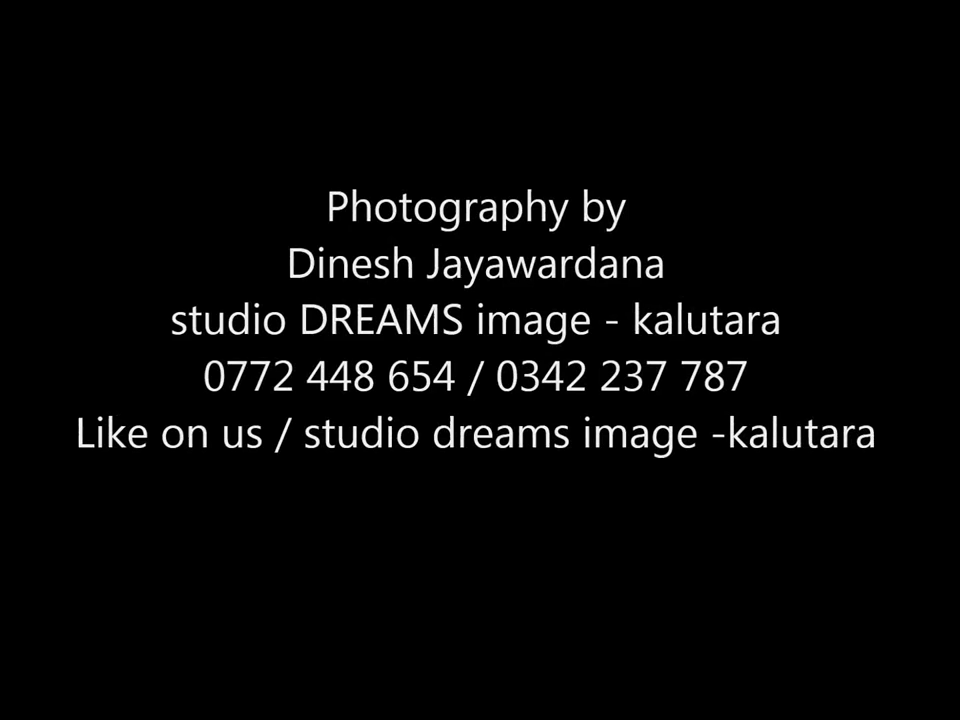 Photography by
Dinesh Jayawardana
studio DREAMS image - kalutara
0772 448 654 / 0342 237 787
Like on us / studio dreams image -kalutara